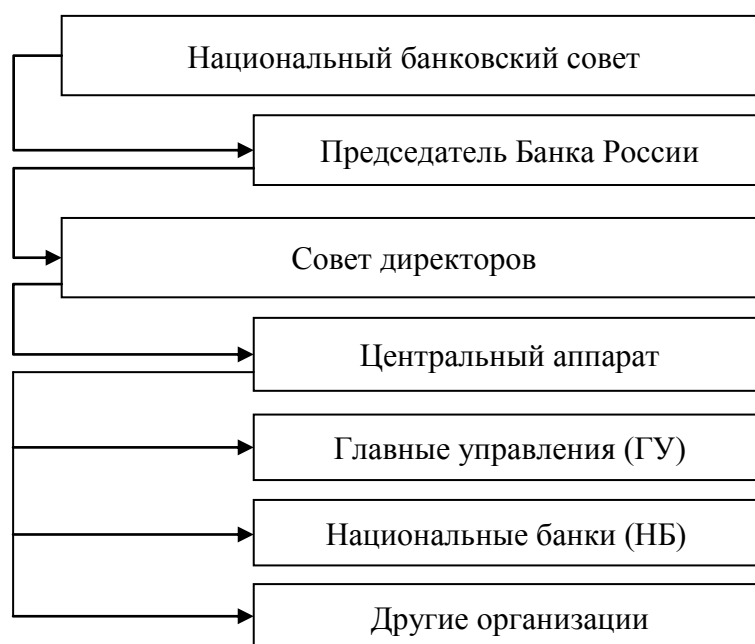 Национальный банковский совет
Председатель Банка России
Совет директоров
Центральный аппарат
Главные управления (ГУ)
Национальные банки (НБ)
Другие организации